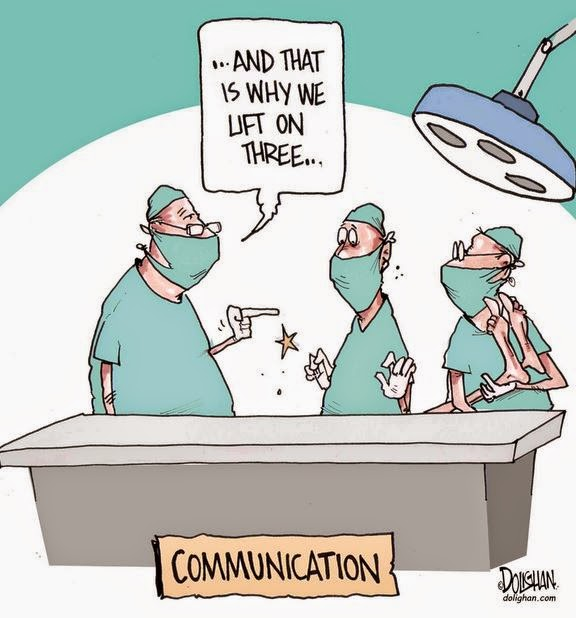 ...AND THAT
IS WHY WE
LIFT ON
THREE...
COMMUNICATION
©DOLIGHAN
dolighan.com